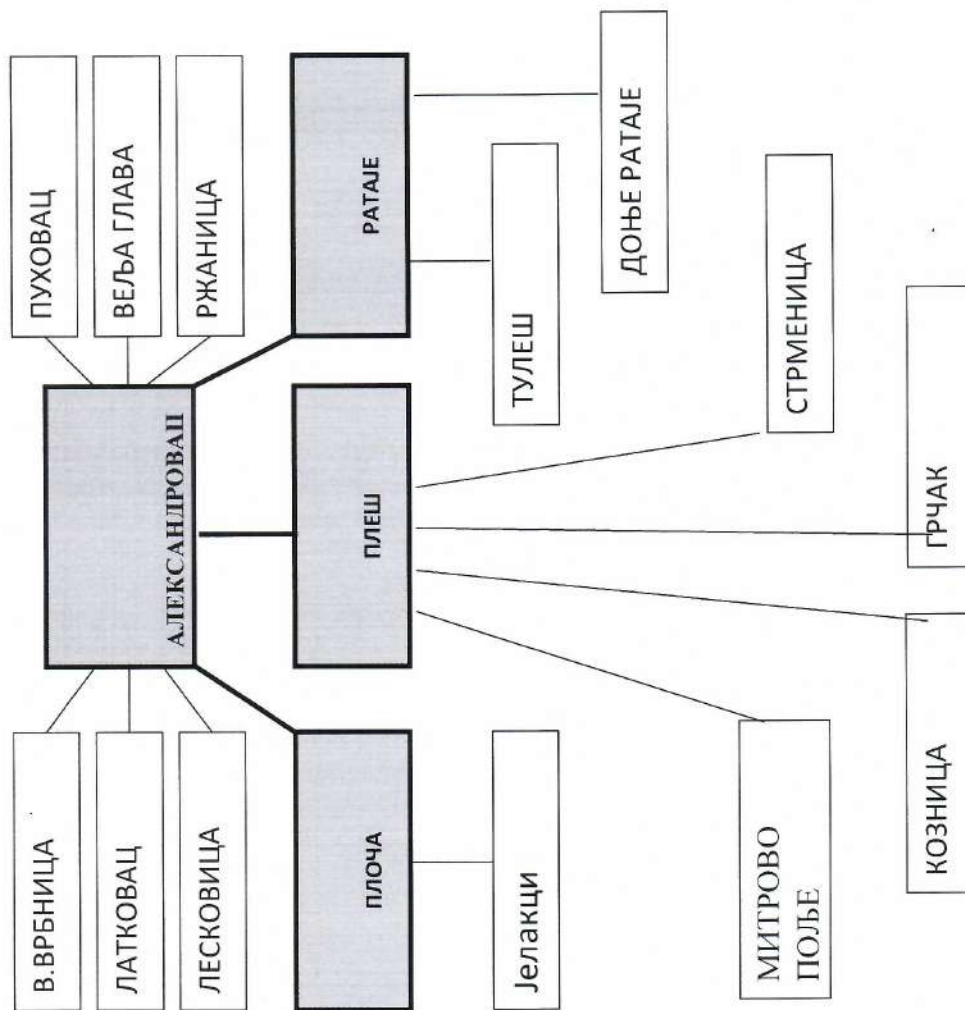 В.ВРБНИЦА
ЛАТКОВАЦ
ЛЕСКОВИЦА
АЛЕКСАНДРОВАЦ
ПУХОВАЦ
ВЕЉА ГЛАВА
РЖАНИЦА
ПЛОЧА
ПЛЕШ
РАТАЈЕ
Јелакци
ТУЛЕШ
ДОЊЕ РАТАЈЕ
МИТРОВО
ПОЉЕ
СТРМЕНИЦА
КОЗНИЦА
ГРЧАК